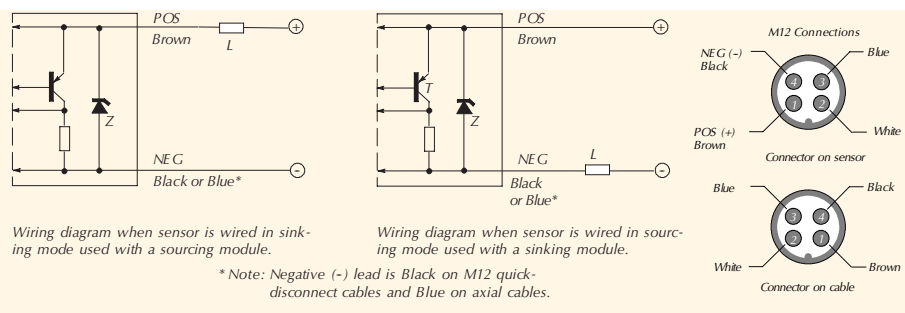 POS
Brown
L
+
Z
NEG
Black or Blue*
-
Wiring diagram when sensor is wired in sink-
ing mode used with a sourcing module.
POS
Brown
+
T
Z
NEG
L
Black
or Blue*
-
Wiring diagram when sensor is wired in sourc-
ing mode used with a sinking module.
* Note: Negative (-) lead is Black on M12 quick-
disconnect cables and Blue on axial cables.
M12 Connections
NEG (-)
Black
Blue
4 3
1 2
POS (+)
Brown
White
Connector on sensor
Blue
Black
3 4
2 1
White
Brown
Connector on cable